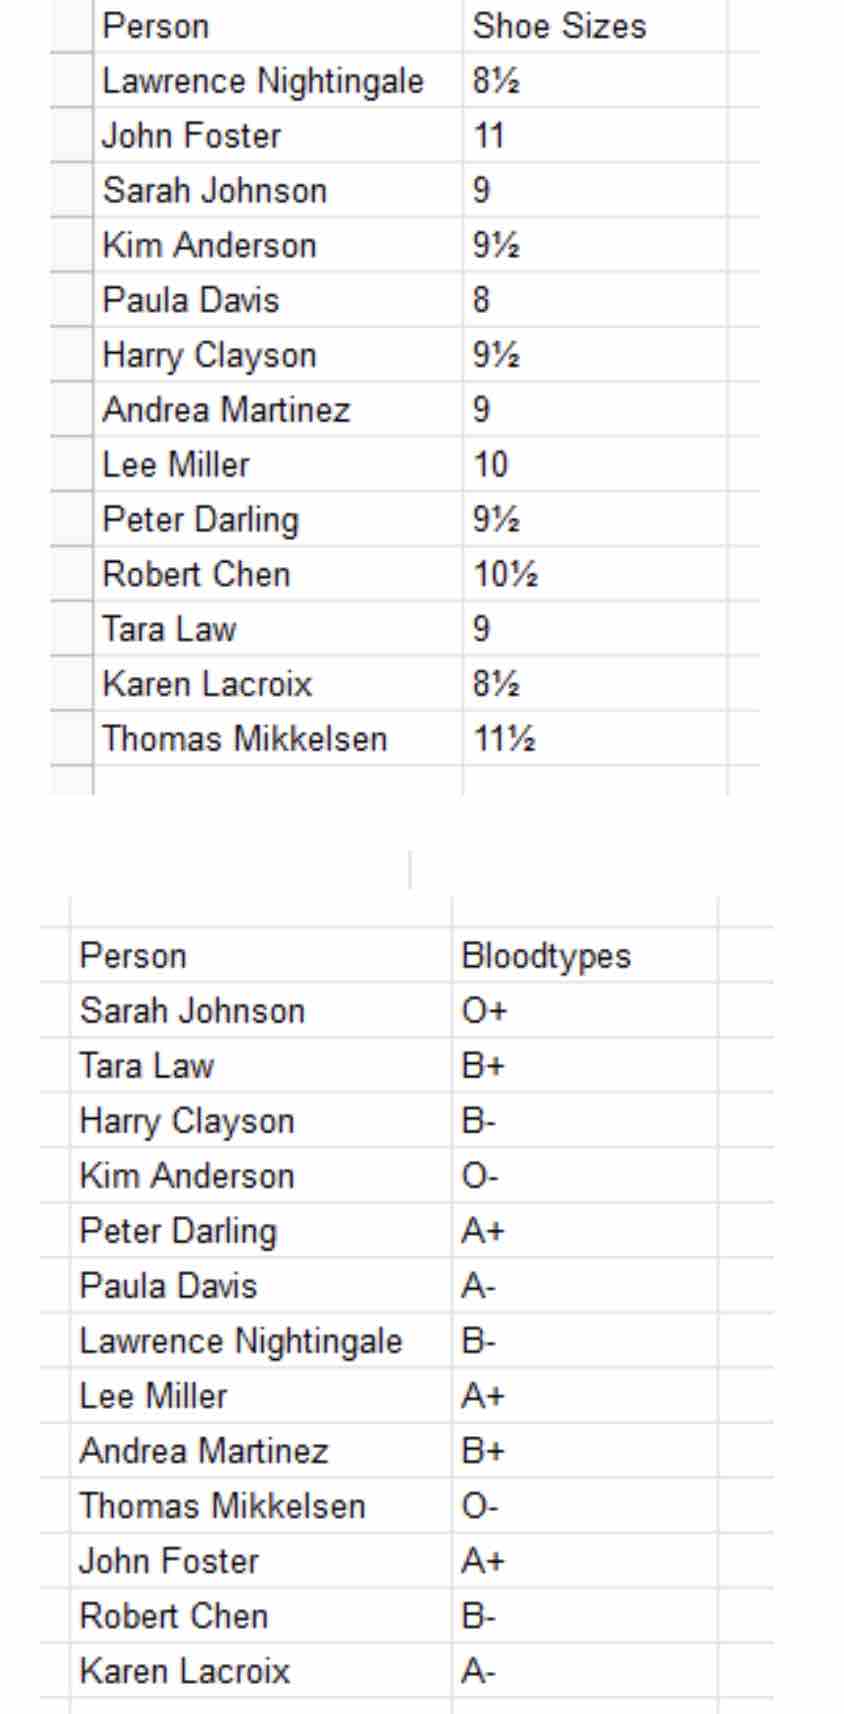 Person Shoe Sizes
Lawrence Nightingale 8½
John Foster 11
Sarah Johnson 9
Kim Anderson 9½
Paula Davis 8
Harry Clayson 9½
Andrea Martinez 9
Lee Miller 10
Peter Darling 9½
Robert Chen 10½
Tara Law 9
Karen Lacroix 8½
Thomas Mikkelsen 11½
Person Bloodtypes
Sarah Johnson O+
Tara Law B+
Harry Clayson B-
Kim Anderson O-
Peter Darling A+
Paula Davis A-
Lawrence Nightingale B-
Lee Miller A+
Andrea Martinez B+
Thomas Mikkelsen O-
John Foster A+
Robert Chen B-
Karen Lacroix A-